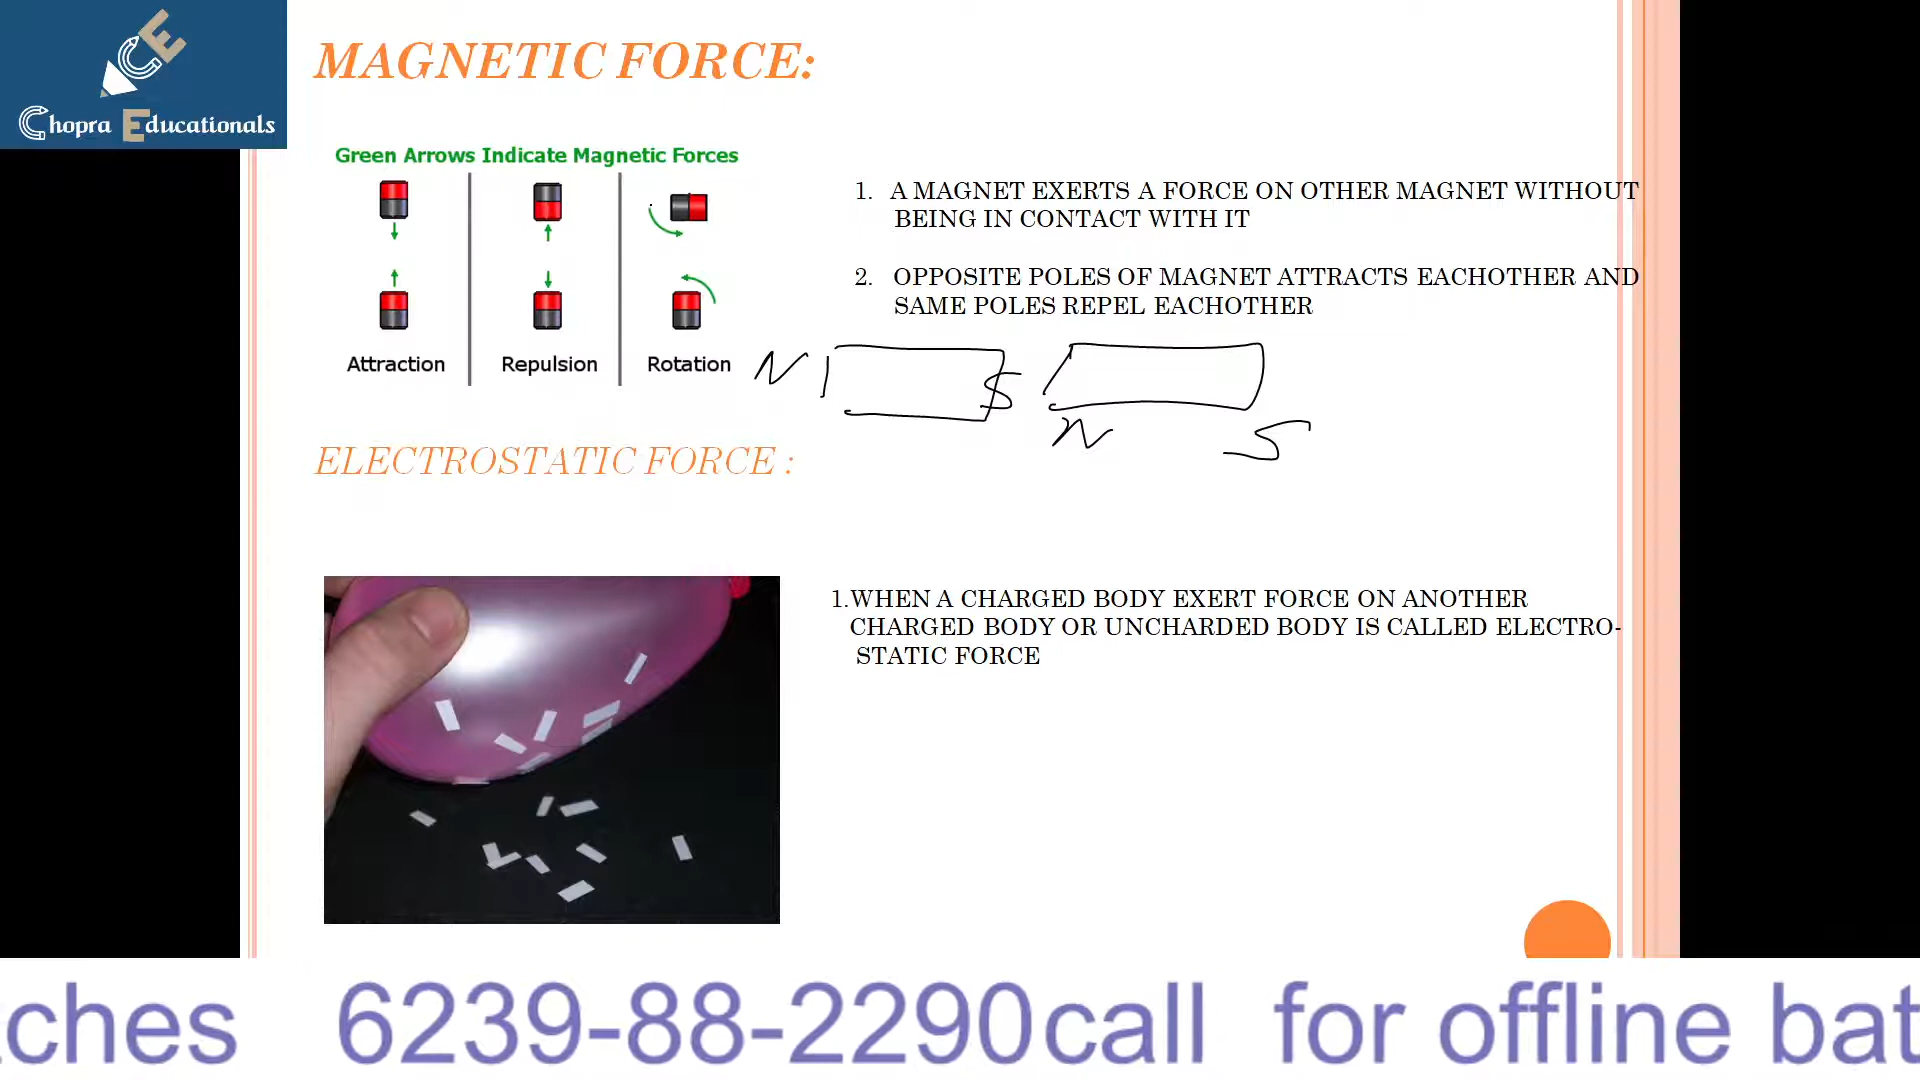 CE
Chopra Educationals
MAGNETIC FORCE:
Green Arrows Indicate Magnetic Forces
Attraction
Repulsion
Rotation
1. A MAGNET EXERTS A FORCE ON OTHER MAGNET WITHOUT
BEING IN CONTACT WITH IT
2. OPPOSITE POLES OF MAGNET ATTRACTS EACHOTHER AND
SAME POLES REPEL EACHOTHER
N S
N S
ELECTROSTATIC FORCE :
1.WHEN A CHARGED BODY EXERT FORCE ON ANOTHER
CHARGED BODY OR UNCHARDED BODY IS CALLED ELECTRO-
STATIC FORCE
ches 6239-88-2290call for offline bat